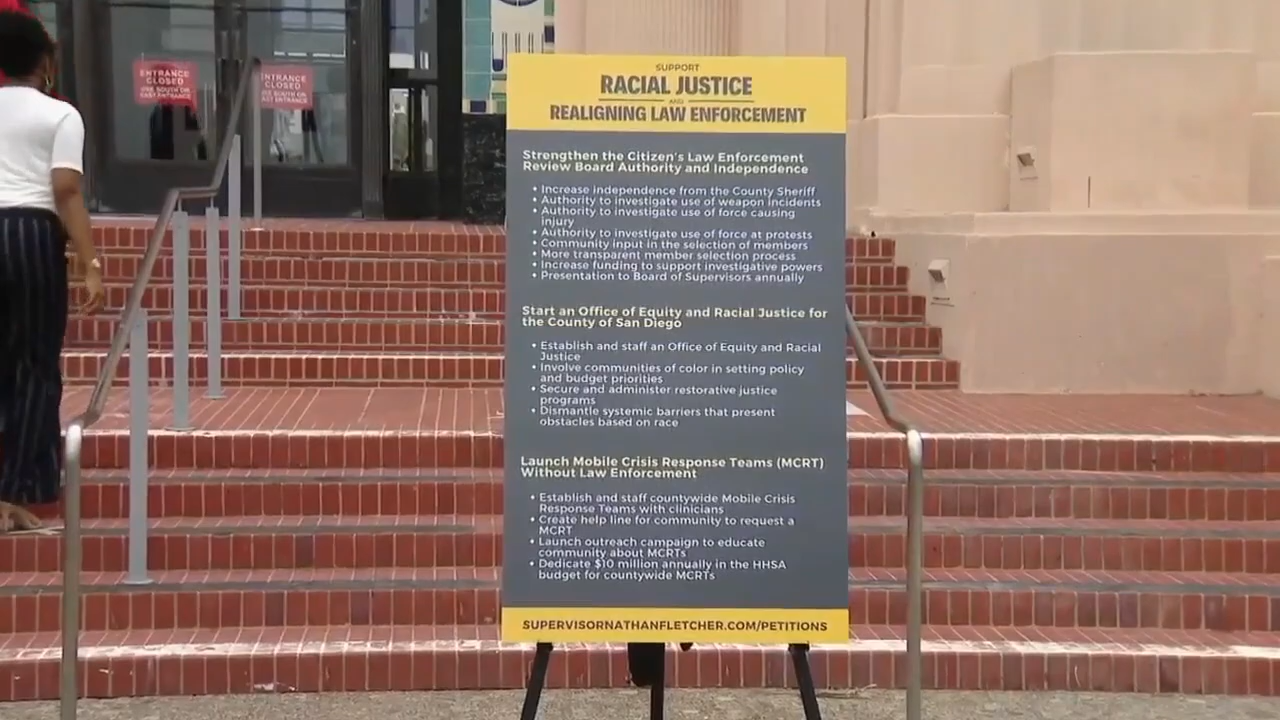 ENTRANCE
CLOSED
USE SOUTH OR
EAST ENTRANCE
ENTRANCE
CLOSED
EAST ENTRANCE
SUPPORT
RACIAL JUSTICE
AND
REALIGNING LAW ENFORCEMENT
Strengthen the Citizen's Law Enforcement
Review Board Authority and Independence
• Increase independence from the County Sheriff
• Authority to investigate use of weapon incidents
• Authority to investigate use of force causing
injury
• Authority to investigate use of force at protests
• Community input in the selection of members
• More transparent member selection process
• Increase funding to support investigative powers
• Presentation to Board of Supervisors annually
Start an Office of Equity and Racial Justice for
the County of San Diego
• Establish and staff an Office of Equity and Racial
Justice
• Involve communities of color in setting policy
and budget priorities
• Secure and administer restorative justice
programs
• Dismantle systemic barriers that present
obstacles based on race
Launch Mobile Crisis Response Teams (MCRT)
Without Law Enforcement
• Establish and staff countywide Mobile Crisis
Response Teams with clinicians
• Create help line for community to request a
MCRT
• Launch outreach campaign to educate
community about MCRTs
• Dedicate $10 million annually in the HHSA
budget for countywide MCRTs
SUPERVISORNATHANFLETCHER.COM/PETITIONS